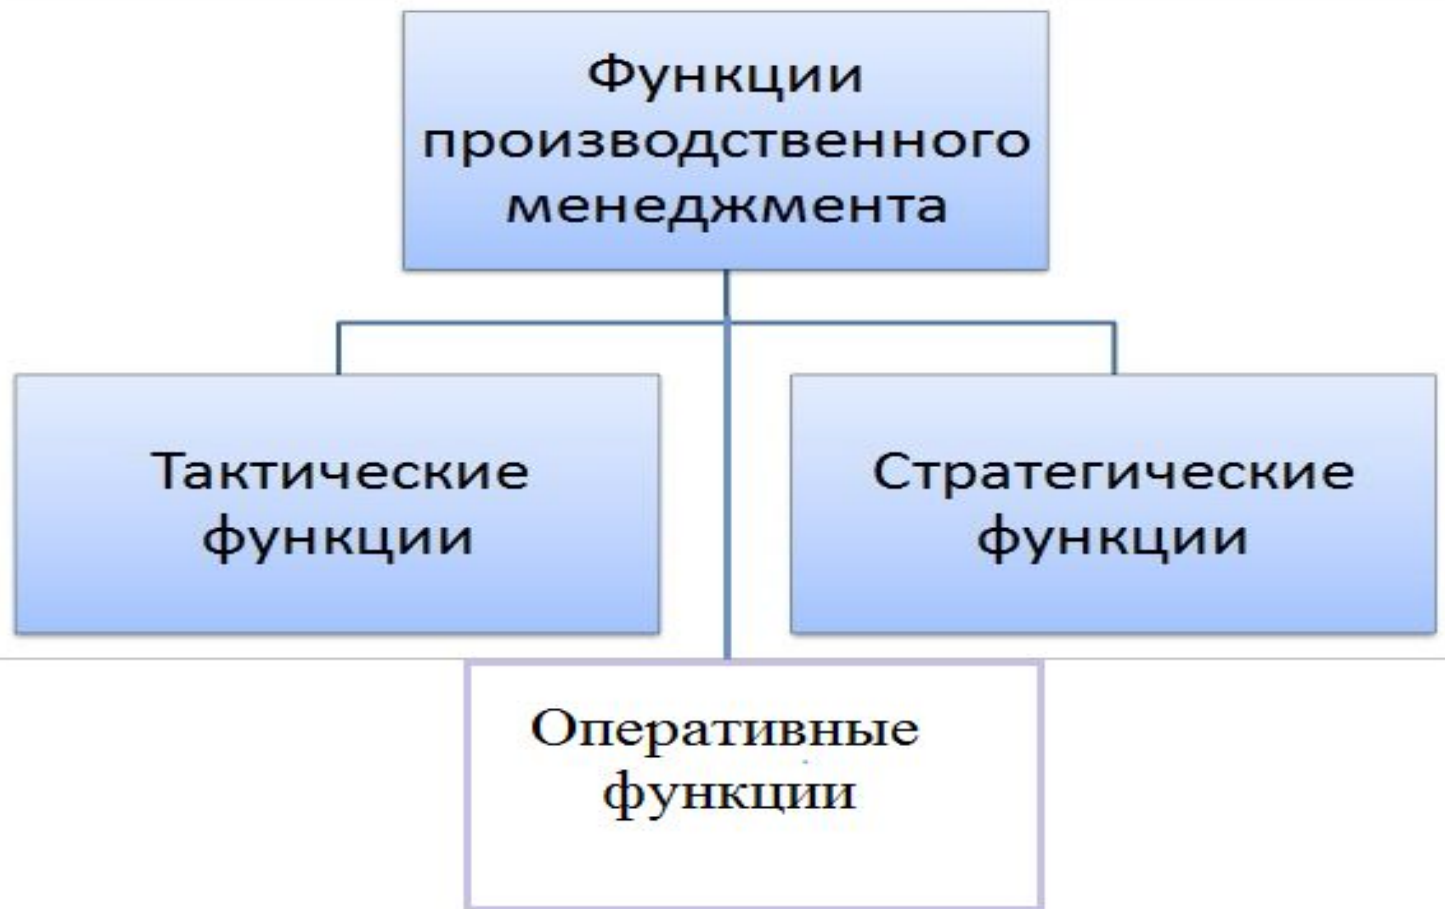 Функции
производственного
менеджмента
Тактические
функции
Стратегические
функции
Оперативные
функции